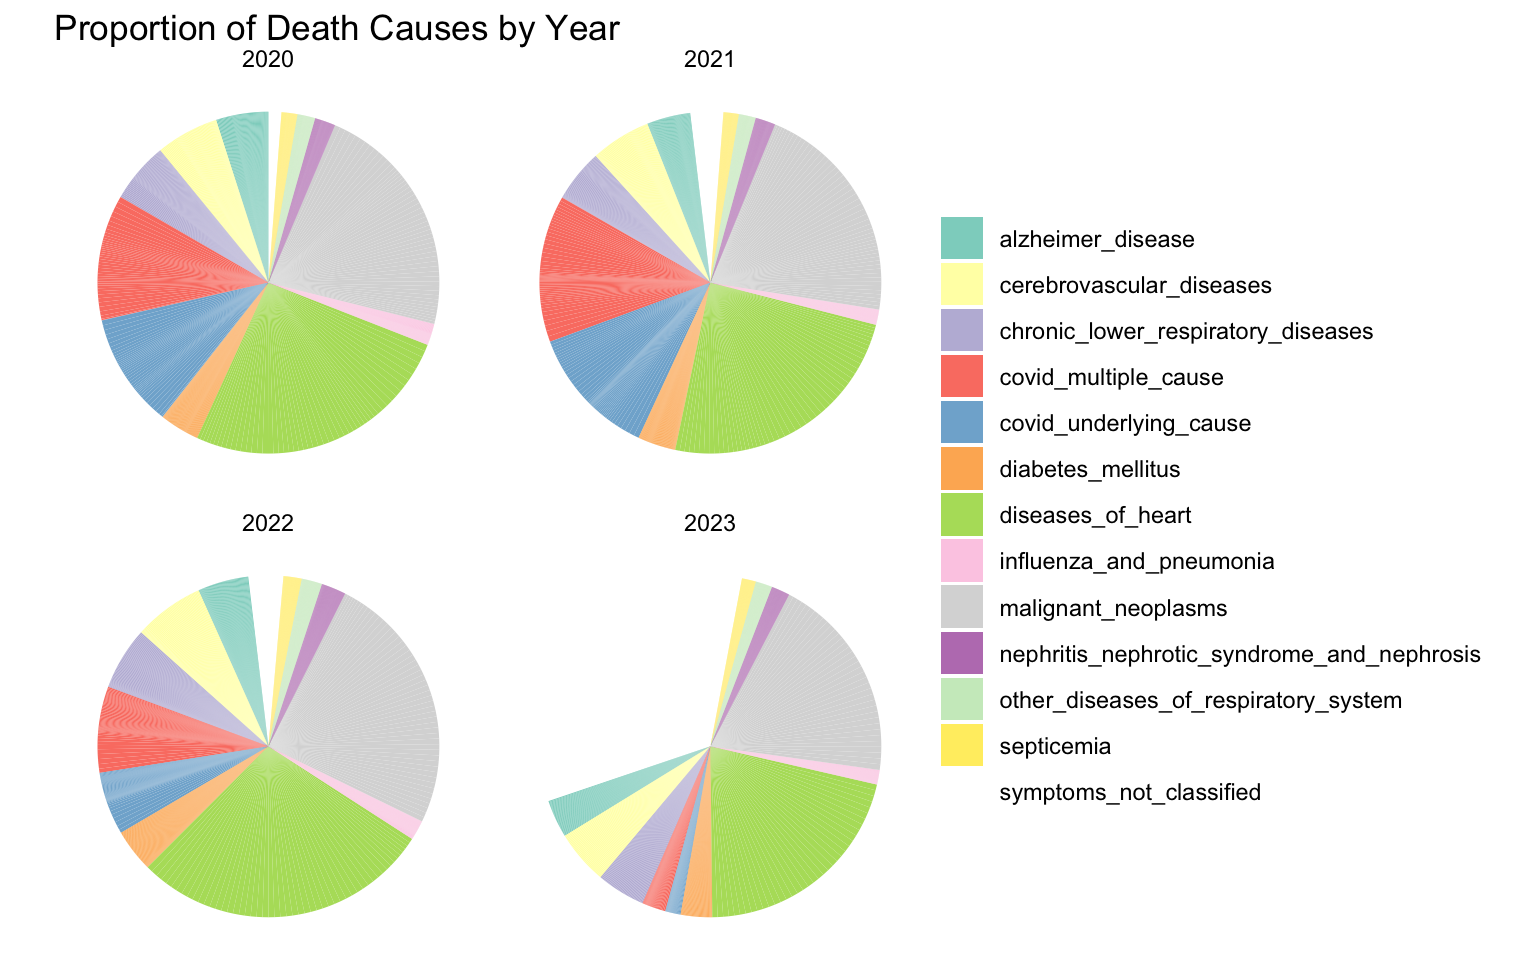 Proportion of Death Causes by Year
2020
2021
2022
2023
alzheimer_disease
cerebrovascular_diseases
chronic_lower_respiratory_diseases
covid_multiple_cause
covid_underlying_cause
diabetes_mellitus
diseases_of_heart
influenza_and_pneumonia
malignant_neoplasms
nephritis_nephrotic_syndrome_and_nephrosis
other_diseases_of_respiratory_system
septicemia
symptoms_not_classified